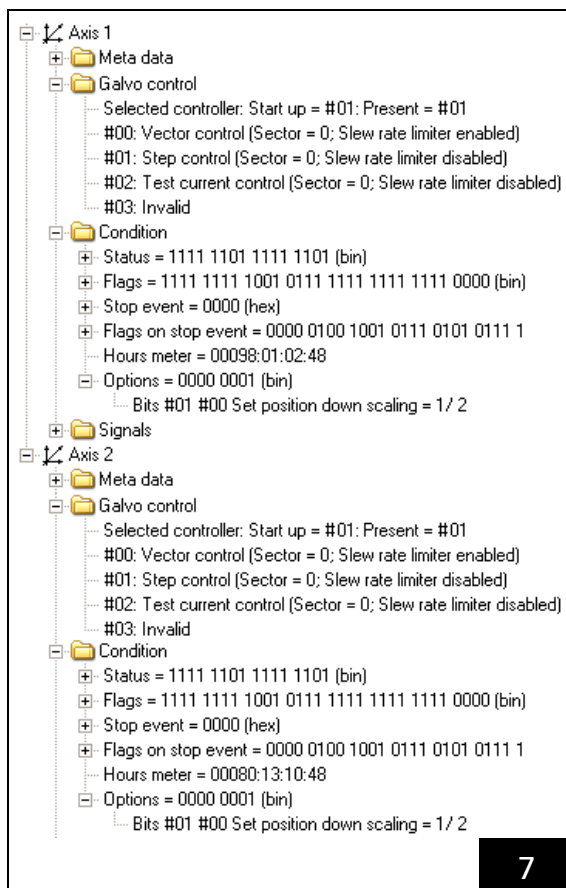 Axis 1
Meta data
Galvo control
Selected controller: Start up = #01: Present = #01
#00: Vector control (Sector = 0; Slew rate limiter enabled)
#01: Step control (Sector = 0; Slew rate limiter disabled)
#02: Test current control (Sector = 0; Slew rate limiter disabled)
#03: Invalid
Condition
Status = 1111 1101 1111 1101 (bin)
Flags = 1111 1111 1001 0111 1111 1111 1111 0000 (bin)
Stop event = 0000 (hex)
Flags on stop event = 0000 0100 1001 0111 0101 0111 1
Hours meter = 00098:01:02:48
Options = 0000 0001 (bin)
Bits #01 #00 Set position down scaling = 1/ 2
Signals
Axis 2
Meta data
Galvo control
Selected controller: Start up = #01: Present = #01
#00: Vector control (Sector = 0; Slew rate limiter enabled)
#01: Step control (Sector = 0; Slew rate limiter disabled)
#02: Test current control (Sector = 0; Slew rate limiter disabled)
#03: Invalid
Condition
Status = 1111 1101 1111 1101 (bin)
Flags = 1111 1111 1001 0111 1111 1111 1111 0000 (bin)
Stop event = 0000 (hex)
Flags on stop event = 0000 0100 1001 0111 0101 0111 1
Hours meter = 00080:13:10:48
Options = 0000 0001 (bin)
Bits #01 #00 Set position down scaling = 1/ 2
7